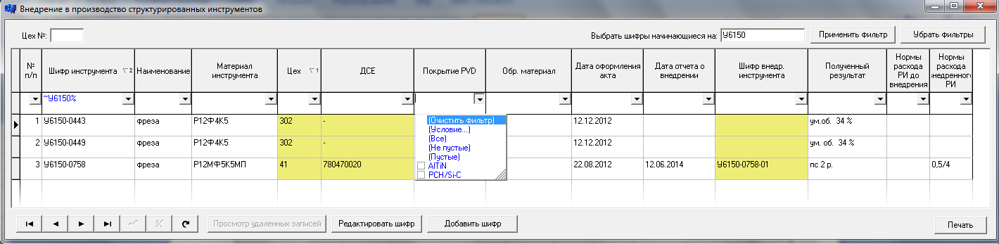 Внедрение в производство структурированных инструментов
Цех №:
Выбрать шифры начинающиеся на: У6150 Применить фильтр Убрать фильтры
№ п/п Шифр инструмента 2 Наименование Материал инструмента Цех 1 ДСЕ Покрытие PVD Обр. материал Дата оформления акта Дата отчета о внедрении Шифр внедр. инструмента Полученный результат Нормы расхода РИ до внедрения Нормы расхода недренного РИ
~У6150%
1 У6150-0443 фреза Р12Ф4К5 302 - 12.12.2012 ум.об. 34 %
2 У6150-0449 фреза Р12Ф4К5 302 - 12.12.2012 ум. об. 34 %
3 У6150-0758 фреза Р12МФ5К5МП 41 780470020 22.08.2012 12.06.2014 У6150-0758-01 пс 2 р. 0,5/4
(Очистить фильтр)
(Условие...)
(Все)
(Не пустые)
(Пустые)
AlTiN
PCH/Si-C
Просмотр удаленных записей Редактировать шифр Добавить шифр Печать